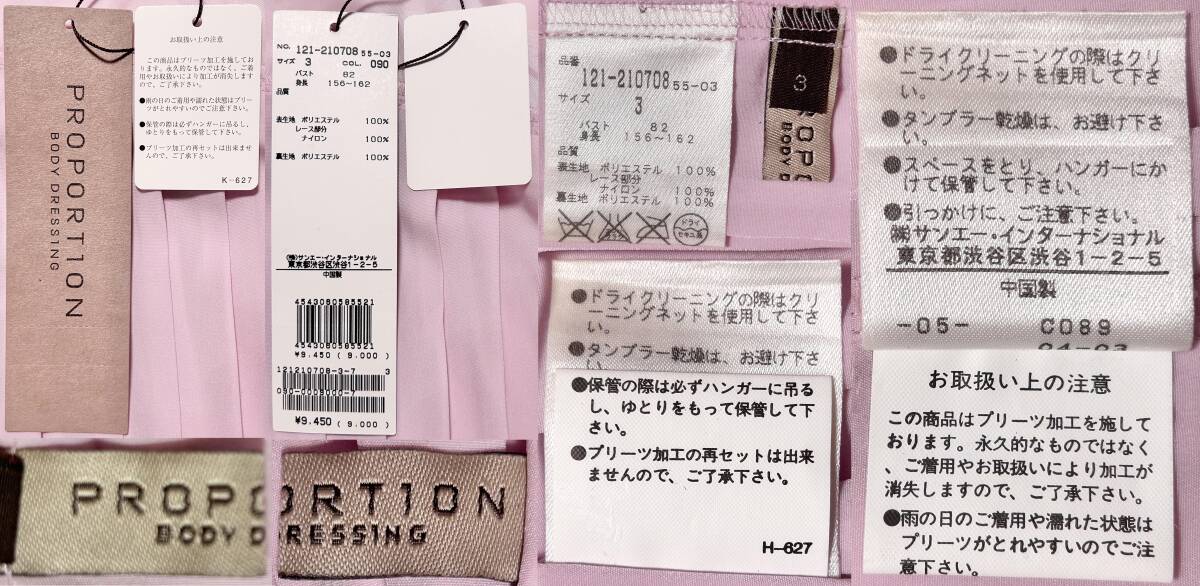 PROPORTION
BODY DRESSING
お取扱い上の注意
この商品はプリーツ加工を施して
おります。永久的なものではなく、ご着
用やお取扱いにより加工が消失します
ので、ご了承下さい。
●雨の日のご着用や濡れた状態はプリー
ツがとれやすいのでご注意下さい。
●保管の際は必ずハンガーに吊るし、
ゆとりをもって保管して下さい。
●プリーツ加工の再セットは出来ませ
んので、ご了承下さい。
K-627
NO. 121-210708 55-03
サイズ 3 COL. 090
バスト 82
身長 156~162
品質
表生地 ポリエステル 100%
レース部分
ナイロン 100%
裏生地 ポリエステル 100%
(株)サンエー・インターナショナル
東京都渋谷区渋谷1-2-5
中国製
4543080585521
4543080585521
¥9,450 ( 9,000 )
121210708-3-7 3
090-0009000-7
¥9,450 ( 9,000 )
PROPO
BODY D
ORTION
RESSING
品番
121-210708 55-03
サイズ
3
バスト 82
身長 156~162
品質
表生地 ポリエステル 100%
レース部分
ナイロン 100%
裏生地 ポリエステル 100%
ドライ
セキユ系
3
ROPOR
BODY
●ドライクリーニングの際はクリ
ーニングネットを使用して下さ
い。
●タンブラー乾燥は、お避け下さ
●保管の際は必ずハンガーに吊る
し、ゆとりをもって保管して下
さい。
●プリーツ加工の再セットは出来
ませんので、ご了承下さい。
H-627
●ドライクリーニングの際はクリ
ーニングネットを使用して下さ
い。
●タンブラー乾燥は、お避け下さ
い。
●スペースをとり、ハンガーにか
けて保管して下さい。
●引っかけに、ご注意下さい。
(株)サンエー・インターナショナル
東京都渋谷区渋谷1-2-5
中国製
-05- C089
04-03
お取扱い上の注意
この商品はプリーツ加工を施して
おります。永久的なものではなく
、ご着用やお取扱いにより加工が
消失しますので、ご了承下さい。
●雨の日のご着用や濡れた状態は
プリーツがとれやすいのでご注
意下さい。